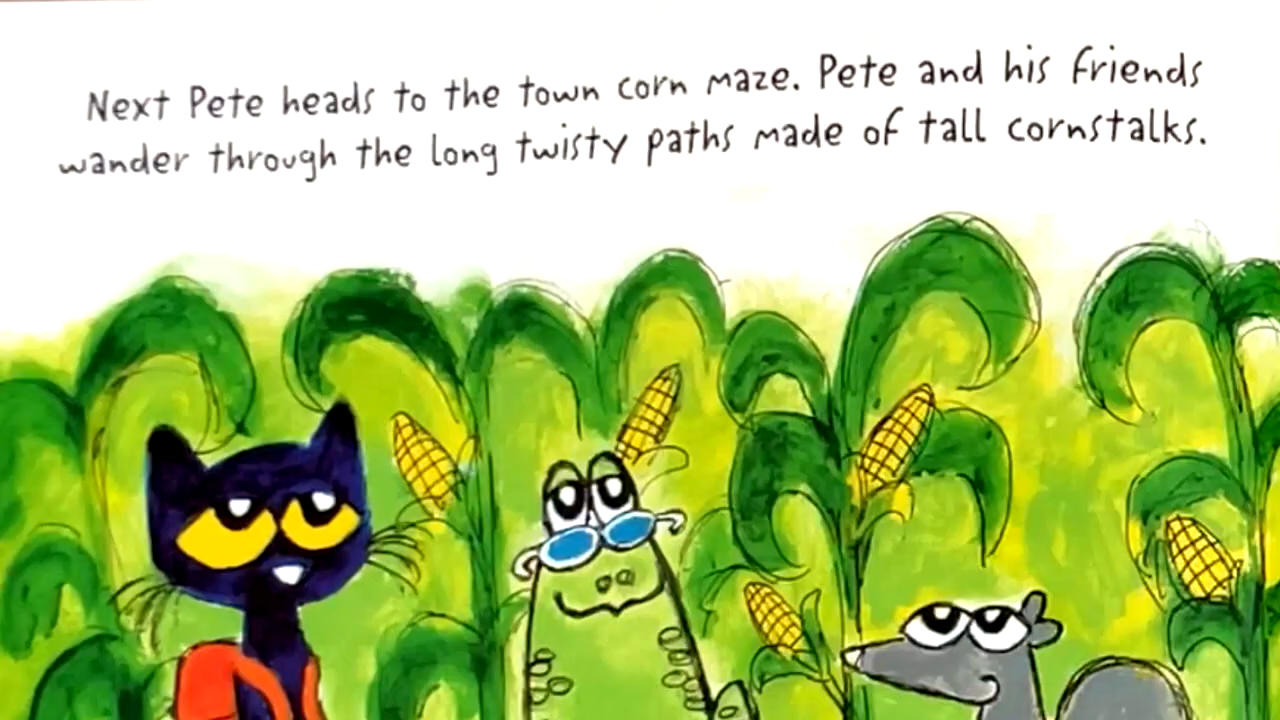 Next Pete heads to the town corn maze. Pete and his friends
wander through the long twisty paths made of tall cornstalks.